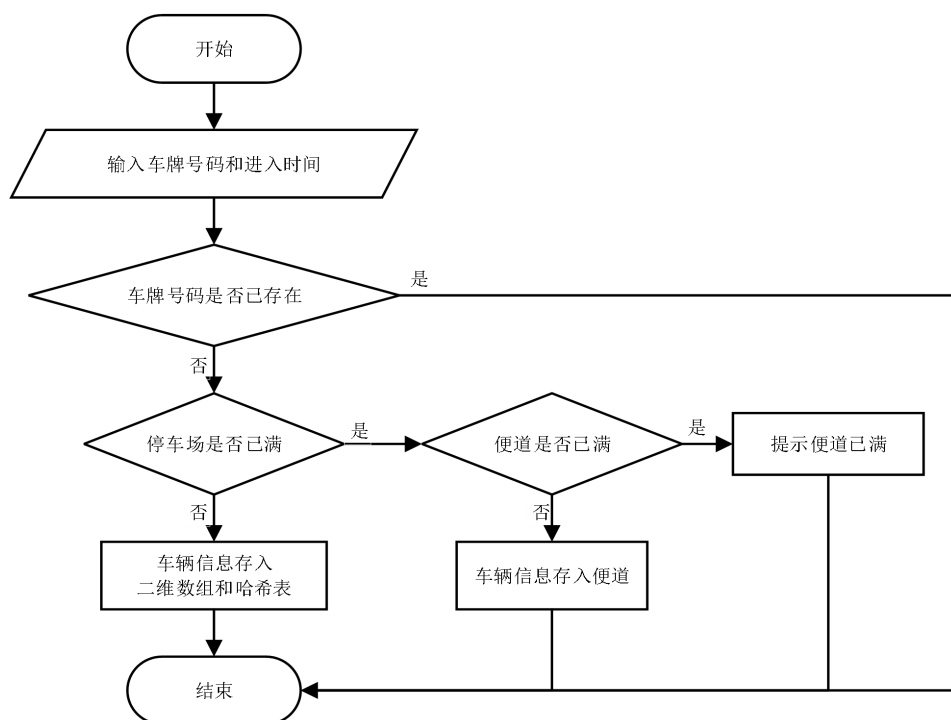 开始
输入车牌号码和进入时间
车牌号码是否已存在
是
否
停车场是否已满
是
便道是否已满
是
提示便道已满
否
否
车辆信息存入
二维数组和哈希表
车辆信息存入便道
结束